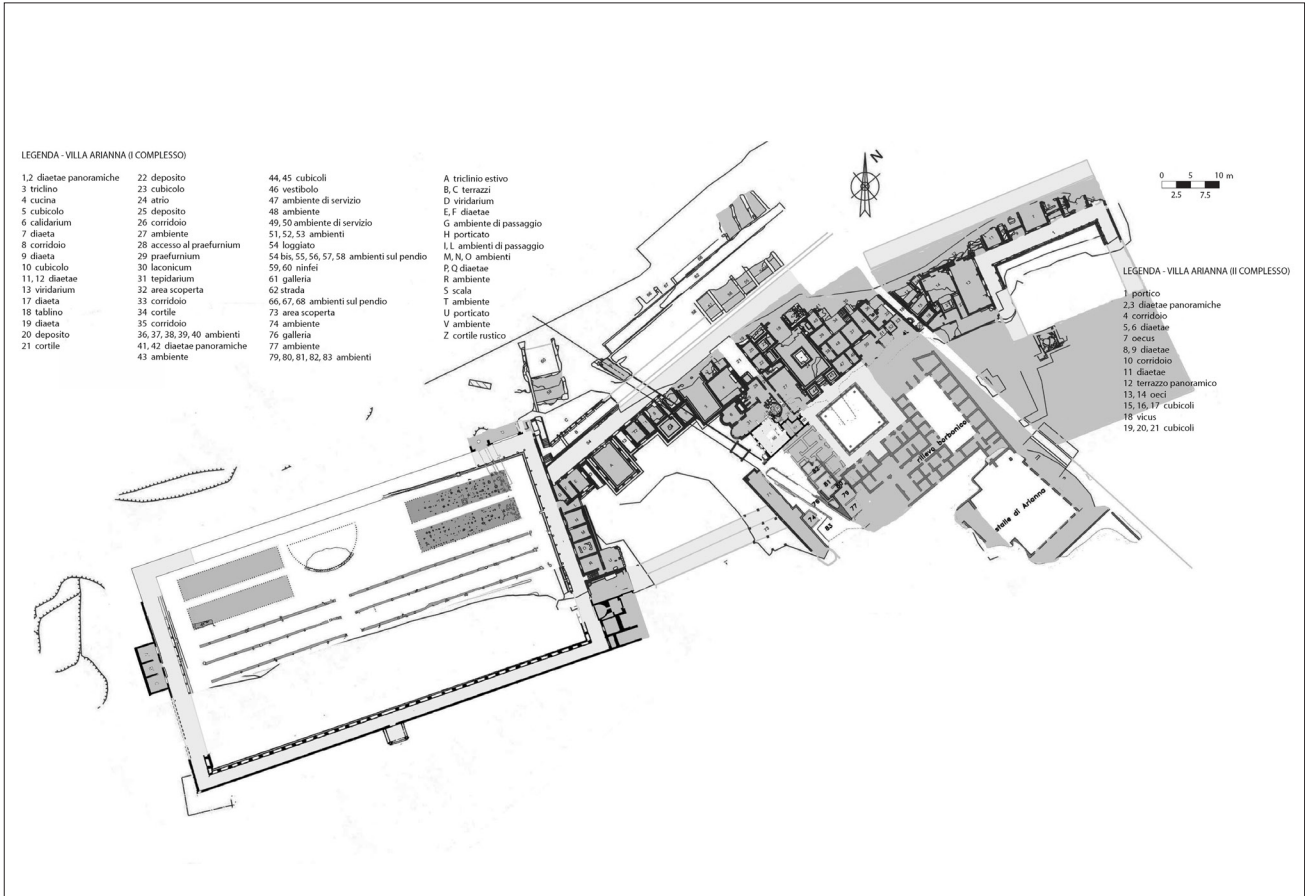 LEGENDA - VILLA ARIANNA (I COMPLESSO)
1,2 diaetae panoramiche
3 triclino
4 cucina
5 cubicolo
6 calidarium
7 diaeta
8 corridoio
9 diaeta
10 cubicolo
11, 12 diaetae
13 viridarium
17 diaeta
18 tablino
19 diaeta
20 deposito
21 cortile
22 deposito
23 cubicolo
24 atrio
25 deposito
26 corridoio
27 ambiente
28 accesso al praefurnium
29 praefurnium
30 laconicum
31 tepidarium
32 area scoperta
33 corridoio
34 cortile
35 corridoio
36, 37, 38, 39, 40 ambienti
41, 42 diaetae panoramiche
43 ambiente
44, 45 cubicoli
46 vestibolo
47 ambiente di servizio
48 ambiente
49, 50 ambiente di servizio
51, 52, 53 ambienti
54 loggiato
54 bis, 55, 56, 57, 58 ambienti sul pendio
59, 60 ninfei
61 galleria
62 strada
66, 67, 68 ambienti sul pendio
73 area scoperta
74 ambiente
76 galleria
77 ambiente
79, 80, 81, 82, 83 ambienti
A triclinio estivo
B, C terrazzi
D viridarium
E, F diaetae
G ambiente di passaggio
H porticato
I, L ambienti di passaggio
M, N, O ambienti
P, Q diaetae
R ambiente
S scala
T ambiente
U porticato
V ambiente
Z cortile rustico
N
0 5 10 m
2.5 7.5
LEGENDA - VILLA ARIANNA (II COMPLESSO)
1 portico
2,3 diaetae panoramiche
4 corridoio
5, 6 diaetae
7 oecus
8, 9 diaetae
10 corridoio
11 diaetae
12 terrazzo panoramico
13, 14 oeci
15, 16, 17 cubicoli
18 vicus
19, 20, 21 cubicoli
rilievo borbonico
stalle di Arianna
82
81
79
77
74
83